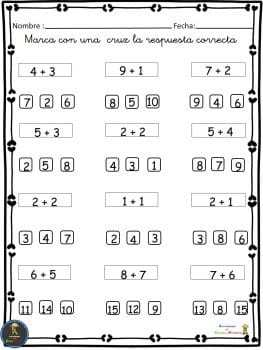 Nombre : Fecha:
Marca con una cruz la respuesta correcta
4 + 3 9 + 1 7 + 2
7 2 6 8 5 10 9 4 6
5 + 3 2 + 2 5 + 4
2 5 8 4 3 1 8 7 9
2 + 2 1 + 1 2 + 1
3 4 7 2 4 3 3 8 6
6 + 5 8 + 7 7 + 6
11 14 10 15 12 9 13 8 15